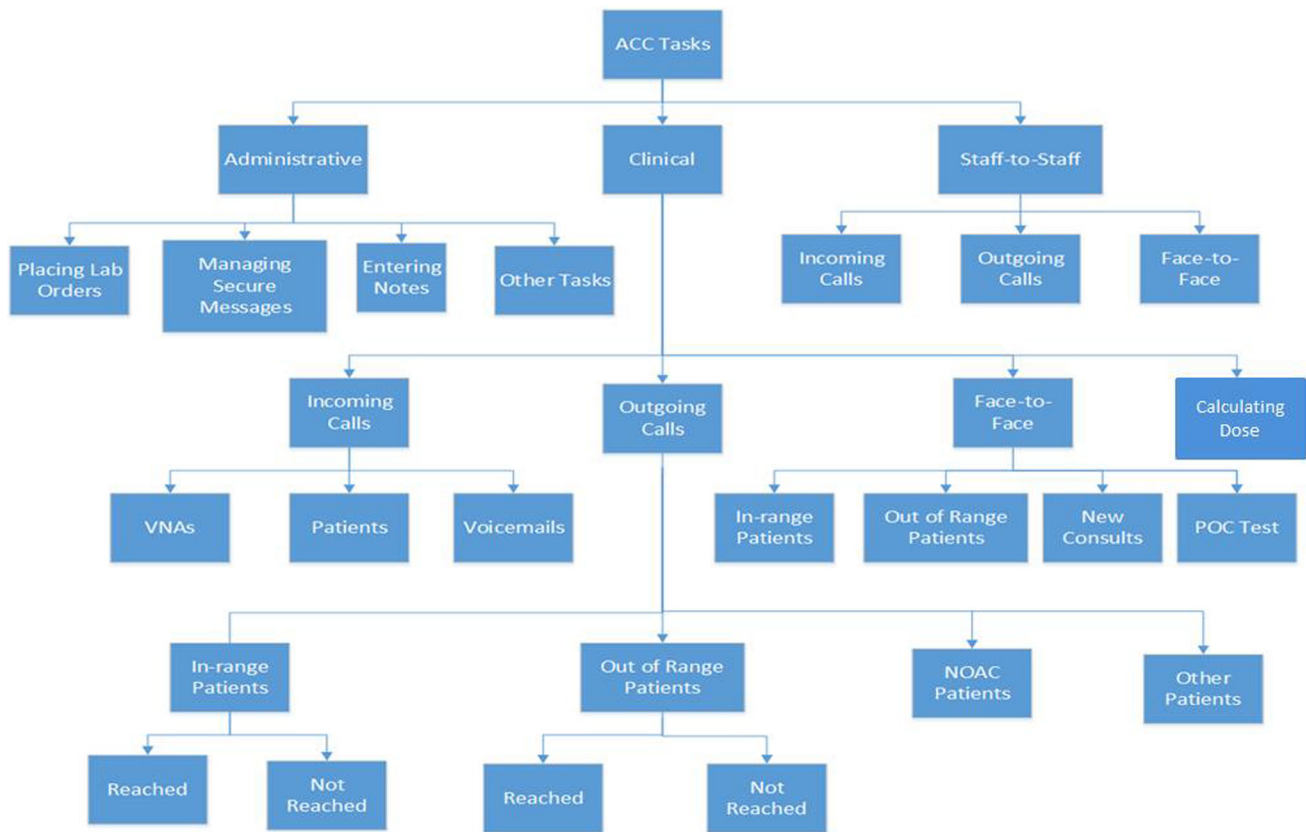 ACC Tasks
Administrative
Clinical
Staff-to-Staff
Placing Lab
Orders
Managing
Secure
Messages
Entering
Notes
Other Tasks
Incoming
Calls
Outgoing
Calls
Face-to-
Face
Incoming
Calls
Outgoing
Calls
Face-to-
Face
Calculating
Dose
VNAs
Patients
Voicemails
In-range
Patients
Out of Range
Patients
New
Consults
POC Test
In-range
Patients
Out of Range
Patients
NOAC
Patients
Other
Patients
Reached
Not
Reached
Reached
Not
Reached